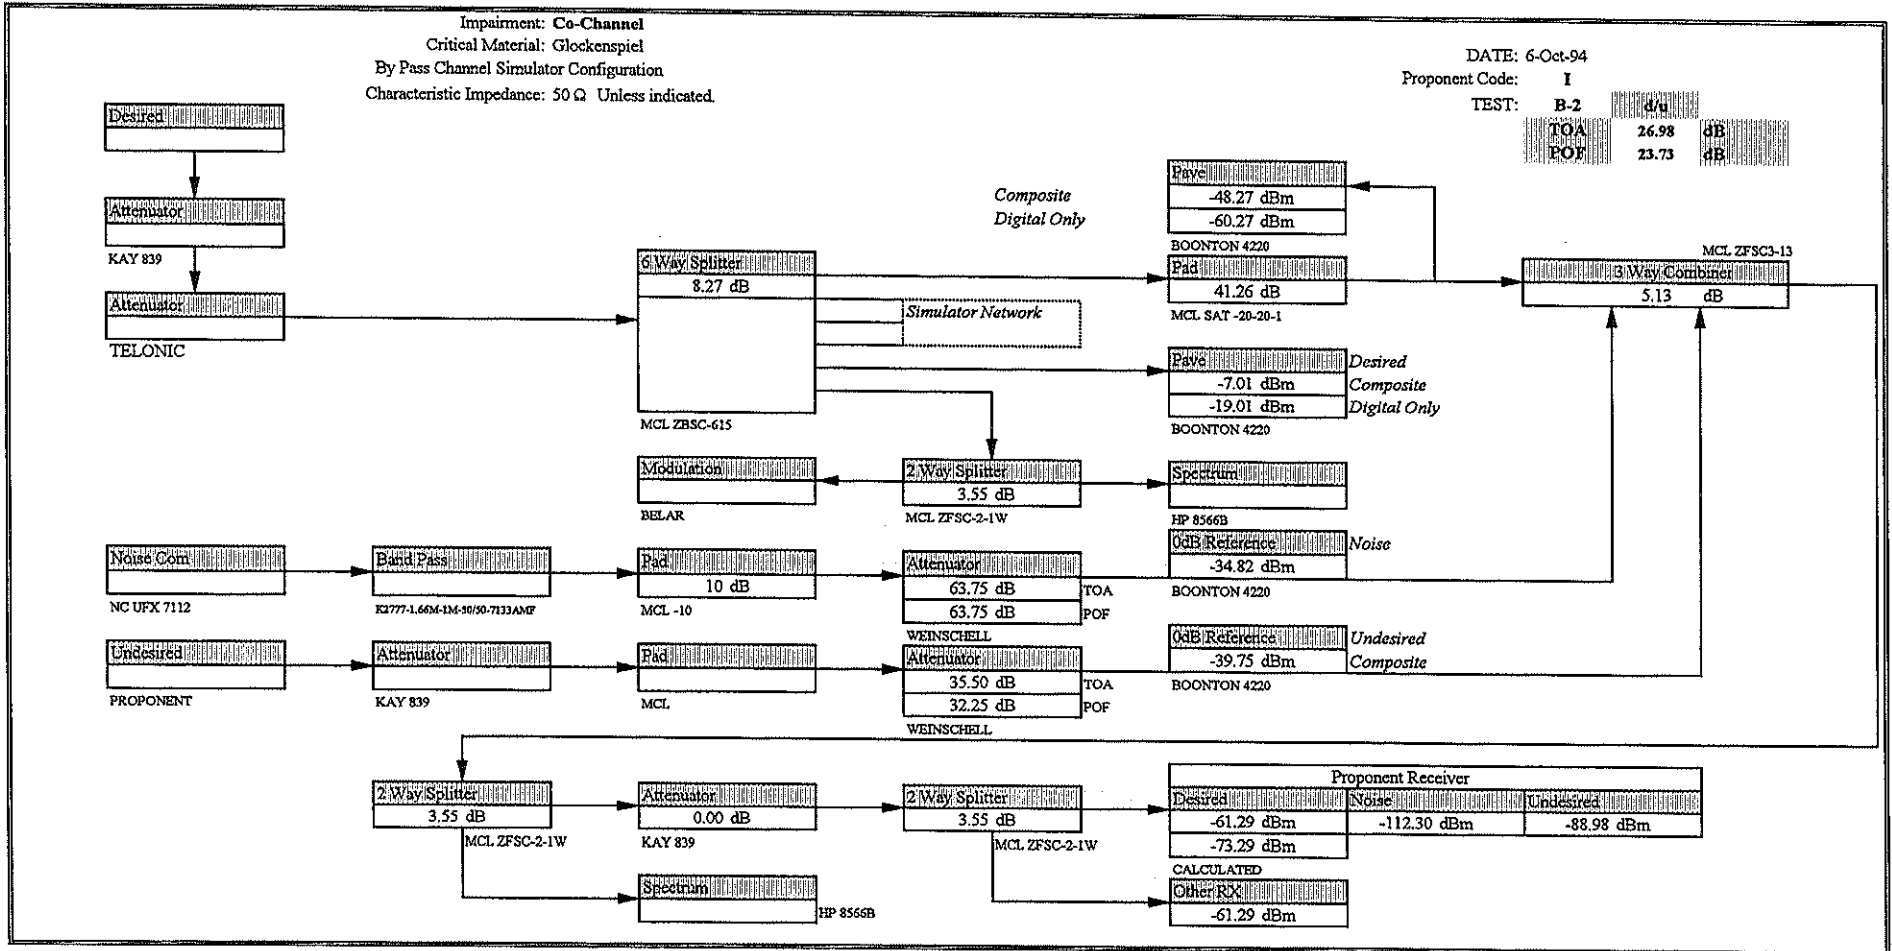 Impairment: Co-Channel
Critical Material: Glockenspiel
By Pass Channel Simulator Configuration
Characteristic Impedance: 50 Ω Unless indicated.
DATE: 6-Oct-94
Proponent Code: I
TEST: B-2 d/u
TOA 26.98 dB
POF 23.73 dB
Desired
Attenuator
KAY 839
Attenuator
TELONIC
6 Way Splitter
8.27 dB
MCL ZBSC-615
Simulator Network
Composite
Digital Only
Pave
-48.27 dBm
-60.27 dBm
BOONTON 4220
Pad
41.26 dB
MCL SAT -20-20-1
MCL ZFSC3-13
3 Way Combiner
5.13 dB
Pave
-7.01 dBm
-19.01 dBm
BOONTON 4220
Desired
Composite
Digital Only
Modulation
BELAR
2 Way Splitter
3.55 dB
MCL ZFSC-2-1W
Spectrum
HP 8566B
Noise Com
NC UFX 7112
Band Pass
K2777-1.66M-1M-50/50-7133AMF
Pad
10 dB
MCL -10
Attenuator
63.75 dB TOA
63.75 dB POF
WEINSCHELL
0dB Reference Noise
-34.82 dBm
BOONTON 4220
Undesired
PROPONENT
Attenuator
KAY 839
Pad
MCL
Attenuator
35.50 dB TOA
32.25 dB POF
WEINSCHELL
0dB Reference Undesired
-39.75 dBm Composite
BOONTON 4220
2 Way Splitter
3.55 dB
MCL ZFSC-2-1W
Attenuator
0.00 dB
KAY 839
2 Way Splitter
3.55 dB
MCL ZFSC-2-1W
Proponent Receiver
Desired Noise Undesired
-61.29 dBm -112.30 dBm -88.98 dBm
-73.29 dBm
CALCULATED
Spectrum
HP 8566B
Other RX
-61.29 dBm